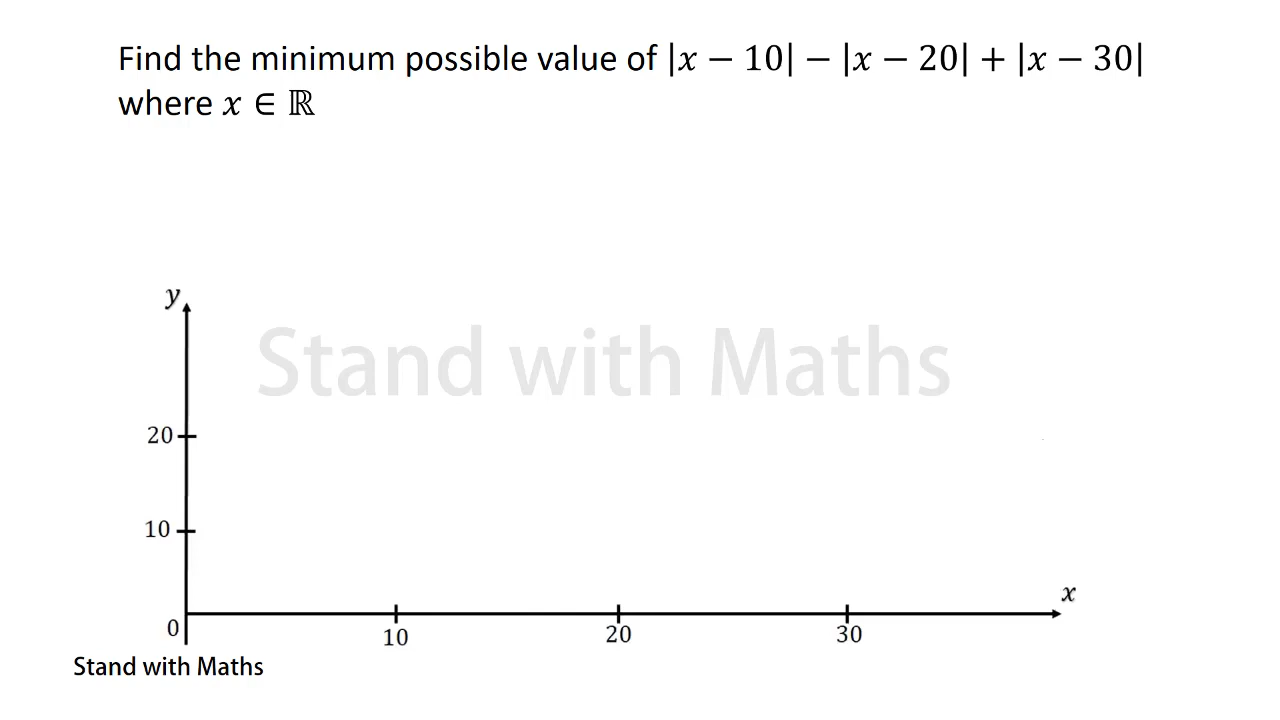 Find the minimum possible value of |x − 10| − |x − 20| + |x − 30|
where x ∈ ℝ
y
Stand with Maths
20
10
x
0
10
20
30
Stand with Maths